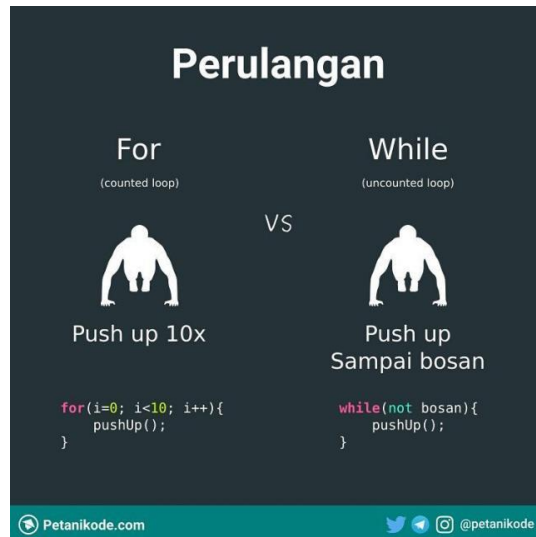 Perulangan
For
(counted loop)
While
(uncounted loop)
VS
Push up 10x
Push up
Sampai bosan
for(i=0; i<10; i++){
    pushUp();
}
while(not bosan){
    pushUp();
}
Petanikode.com
@petanikode